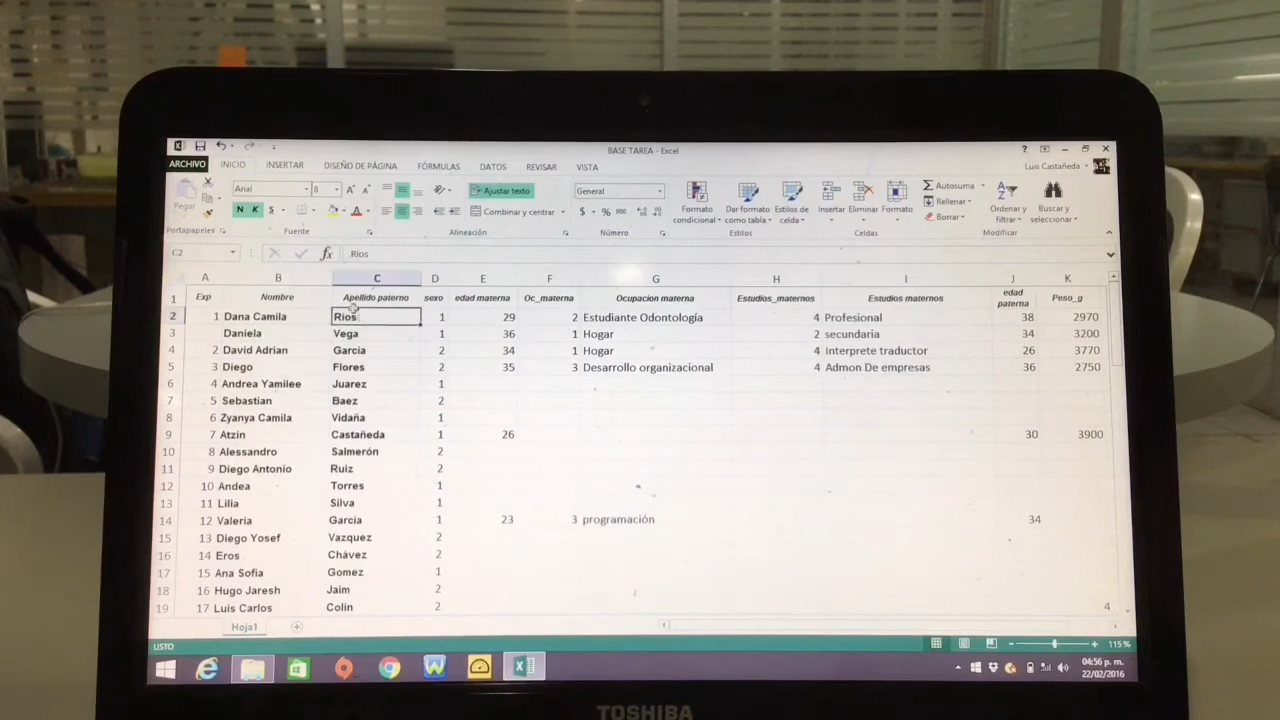 BASE TAREA - Excel
ARCHIVO INICIO INSERTAR DISEÑO DE PÁGINA FÓRMULAS DATOS REVISAR VISTA Luis Castañeda
Pegar
Arial 8
Ajustar texto
General
N K S
Combinar y centrar
$ % 000
Formato condicional
Dar formato como tabla
Estilos de celda
Insertar Eliminar Formato
Autosuma
Rellenar
Borrar
Ordenar y filtrar
Buscar y seleccionar
Portapapeles Fuente Alineación Número Estilos Celdas Modificar
C2 fx Rios
A B C D E F G H I J K
1 Exp Nombre Apellido paterno sexo edad materna Oc_materna Ocupacion materna Estudios_maternos Estudios maternos edad paterna Peso_g
2 1 Dana Camila Rios 1 29 2 Estudiante Odontología 4 Profesional 38 2970
3 Daniela Vega 1 36 1 Hogar 2 secundaria 34 3200
4 2 David Adrian Garcia 2 34 1 Hogar 4 Interprete traductor 26 3770
5 3 Diego Flores 2 35 3 Desarrollo organizacional 4 Admon De empresas 36 2750
6 4 Andrea Yamilee Juarez 1
7 5 Sebastian Baez 2
8 6 Zyanya Camila Vidaña 1
9 7 Atzin Castañeda 1 26 30 3900
10 8 Alessandro Salmerón 2
11 9 Diego Antonio Ruiz 2
12 10 Andea Torres 1
13 11 Lilia Silva 1
14 12 Valeria García 1 23 3 programación 34
15 13 Diego Yosef Vazquez 2
16 14 Eros Chávez 2
17 15 Ana Sofia Gomez 1
18 16 Hugo Jaresh Jaim 2
19 17 Luis Carlos Colin 2 4
Hoja1
LISTO 115 %
04:56 p. m.
22/02/2016
TOSHIBA